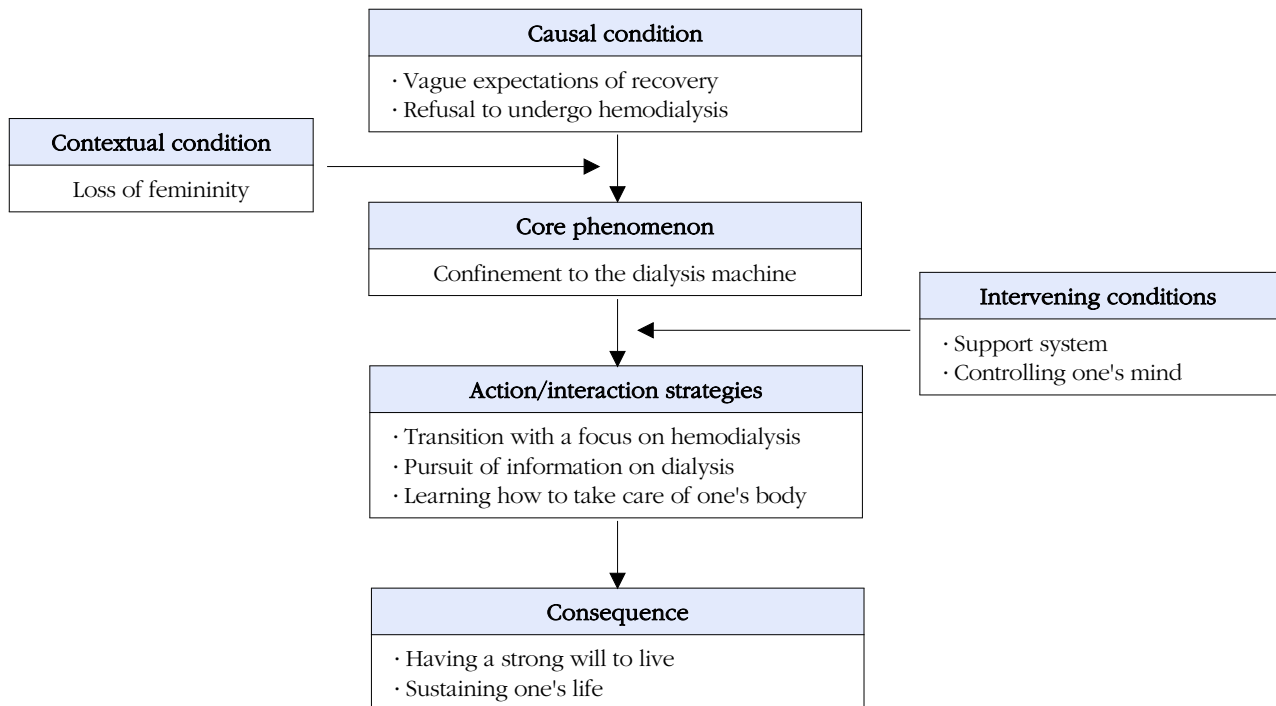 Causal condition
· Vague expectations of recovery
· Refusal to undergo hemodialysis
Contextual condition
Loss of femininity
Core phenomenon
Confinement to the dialysis machine
Intervening conditions
· Support system
· Controlling one's mind
Action/interaction strategies
· Transition with a focus on hemodialysis
· Pursuit of information on dialysis
· Learning how to take care of one's body
Consequence
· Having a strong will to live
· Sustaining one's life